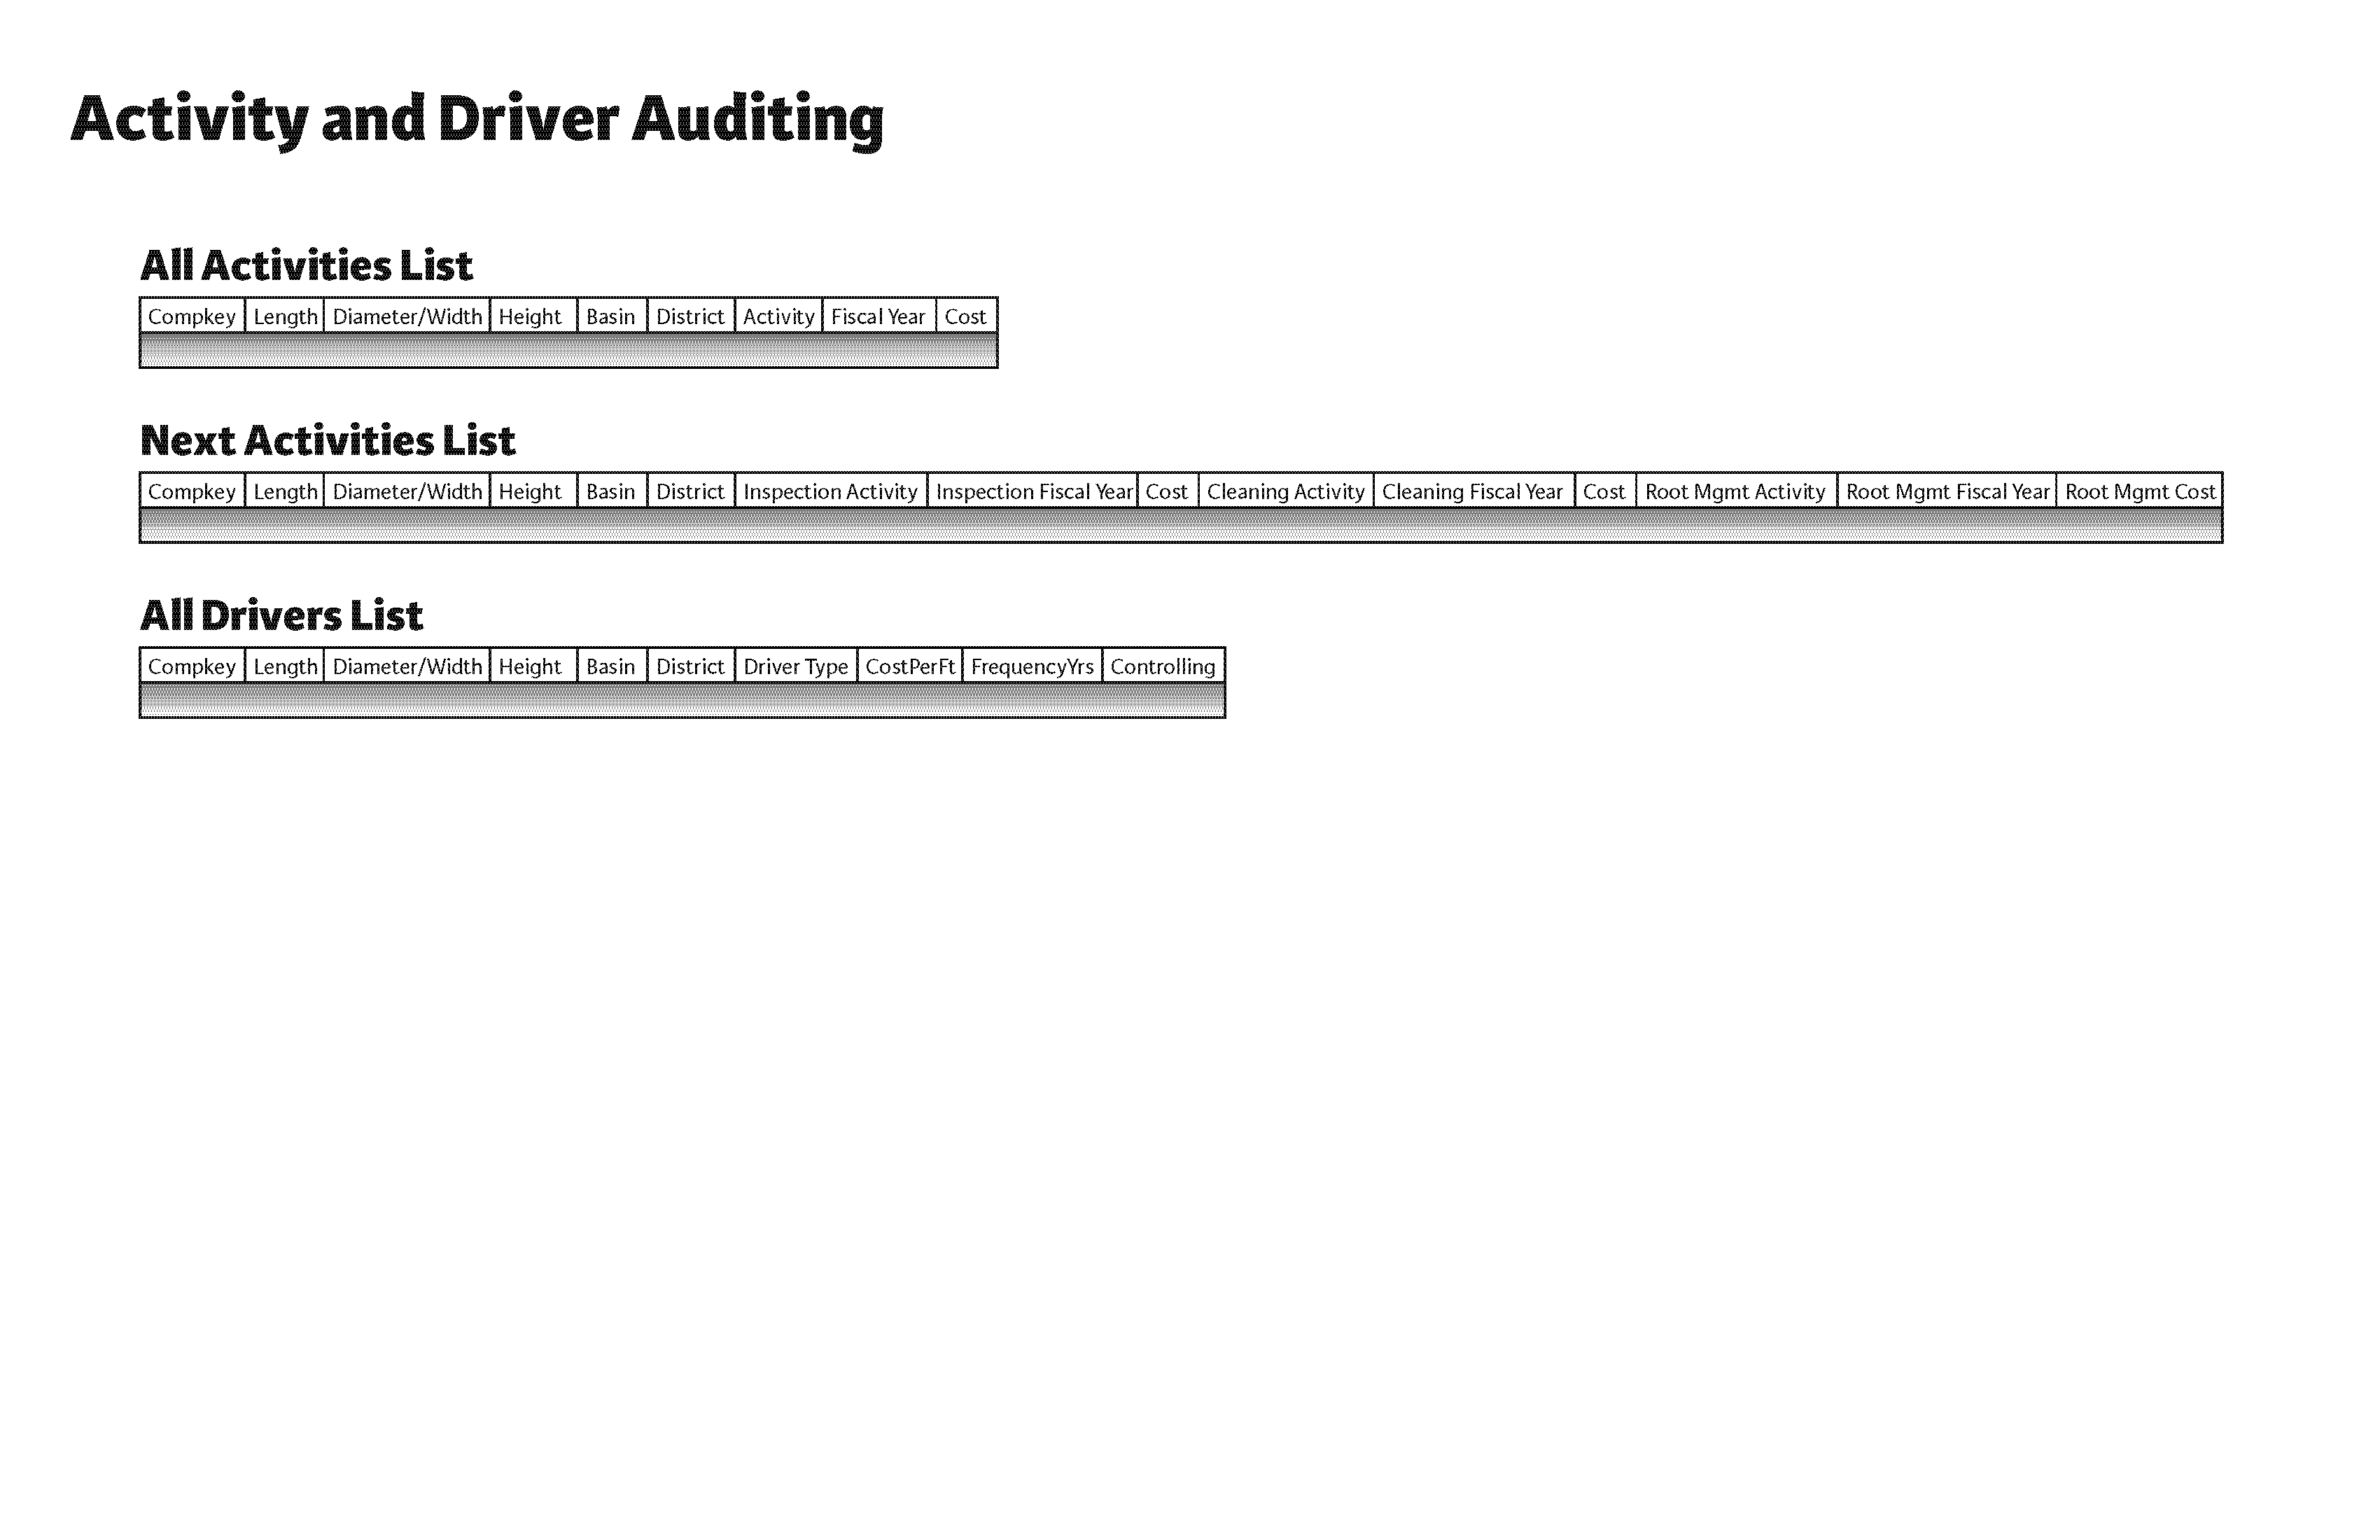 Activity and Driver Auditing
All Activities List
Compkey Length Diameter/Width Height Basin District Activity Fiscal Year Cost
Next Activities List
Compkey Length Diameter/Width Height Basin District Inspection Activity Inspection Fiscal Year Cost Cleaning Activity Cleaning Fiscal Year Cost Root Mgmt Activity Root Mgmt Fiscal Year Root Mgmt Cost
All Drivers List
Compkey Length Diameter/Width Height Basin District Driver Type CostPerFt FrequencyYrs Controlling